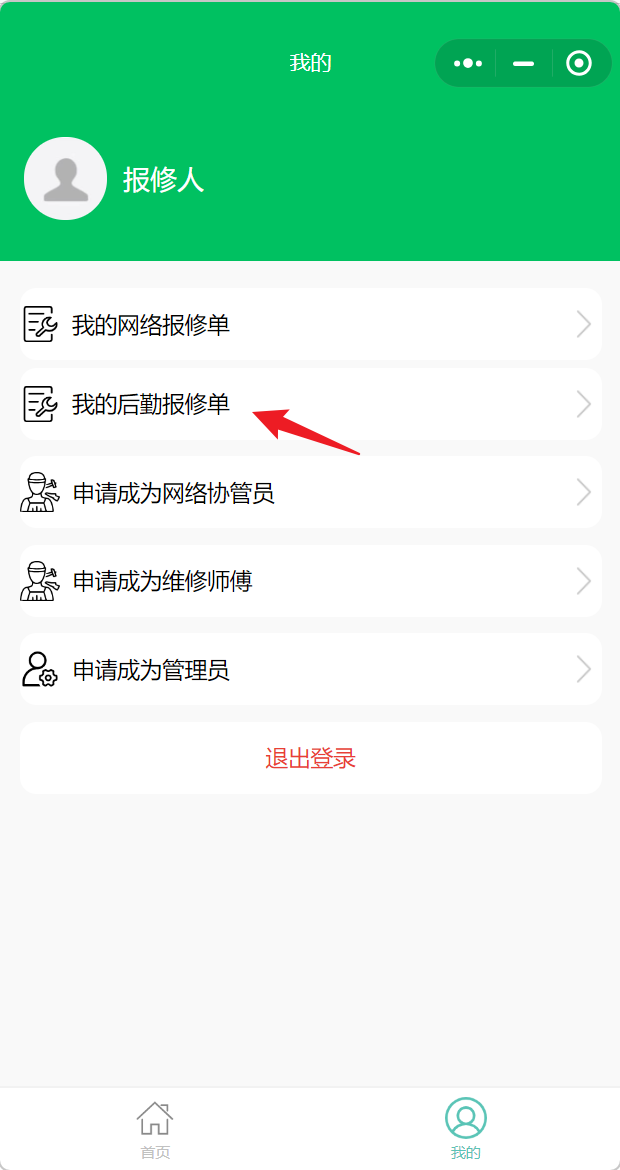 我的
报修人
我的网络报修单
我的后勤报修单
申请成为网络协管员
申请成为维修师傅
申请成为管理员
退出登录
首页
我的